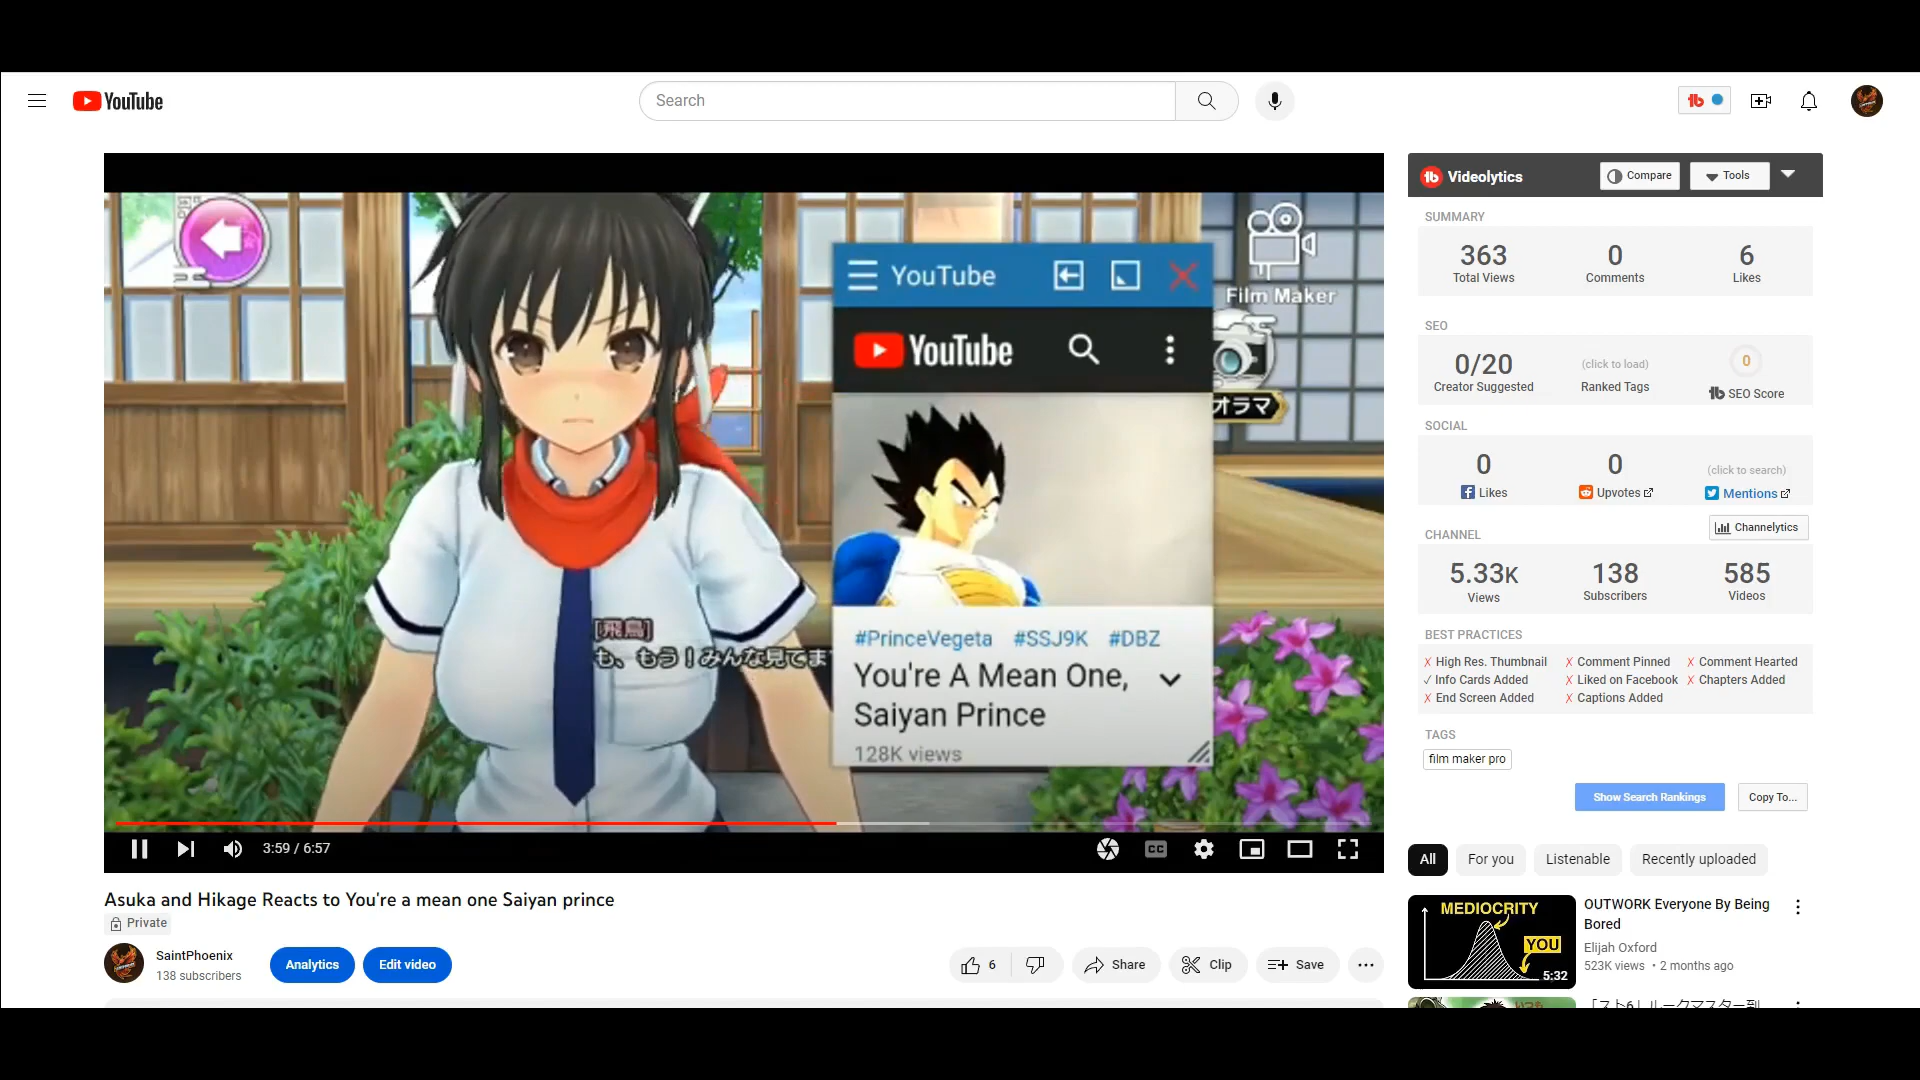 YouTube
Search
YouTube
Film Maker
YouTube
オラマ
#PrinceVegeta #SSJ9K #DBZ
You're A Mean One,
Saiyan Prince
128K views
[飛鳥]
も、もう!みんな見てま
CC
3:59 / 6:57
Asuka and Hikage Reacts to You're a mean one Saiyan prince
Private
SaintPhoenix
138 subscribers
Analytics
Edit video
6
Share
Clip
Save
Videolytics
Compare
Tools
SUMMARY
363 0 6
Total Views Comments Likes
SEO
0/20 (click to load) 0
Creator Suggested Ranked Tags tb SEO Score
SOCIAL
0 0 (click to search)
Likes Upvotes Mentions
CHANNEL
Channelytics
5.33K 138 585
Views Subscribers Videos
BEST PRACTICES
X High Res. Thumbnail X Comment Pinned X Comment Hearted
✓ Info Cards Added X Liked on Facebook X Chapters Added
X End Screen Added X Captions Added
TAGS
film maker pro
Show Search Rankings
Copy To...
All
For you
Listenable
Recently uploaded
MEDIOCRITY
YOU
5:32
OUTWORK Everyone By Being
Bored
Elijah Oxford
523K views • 2 months ago